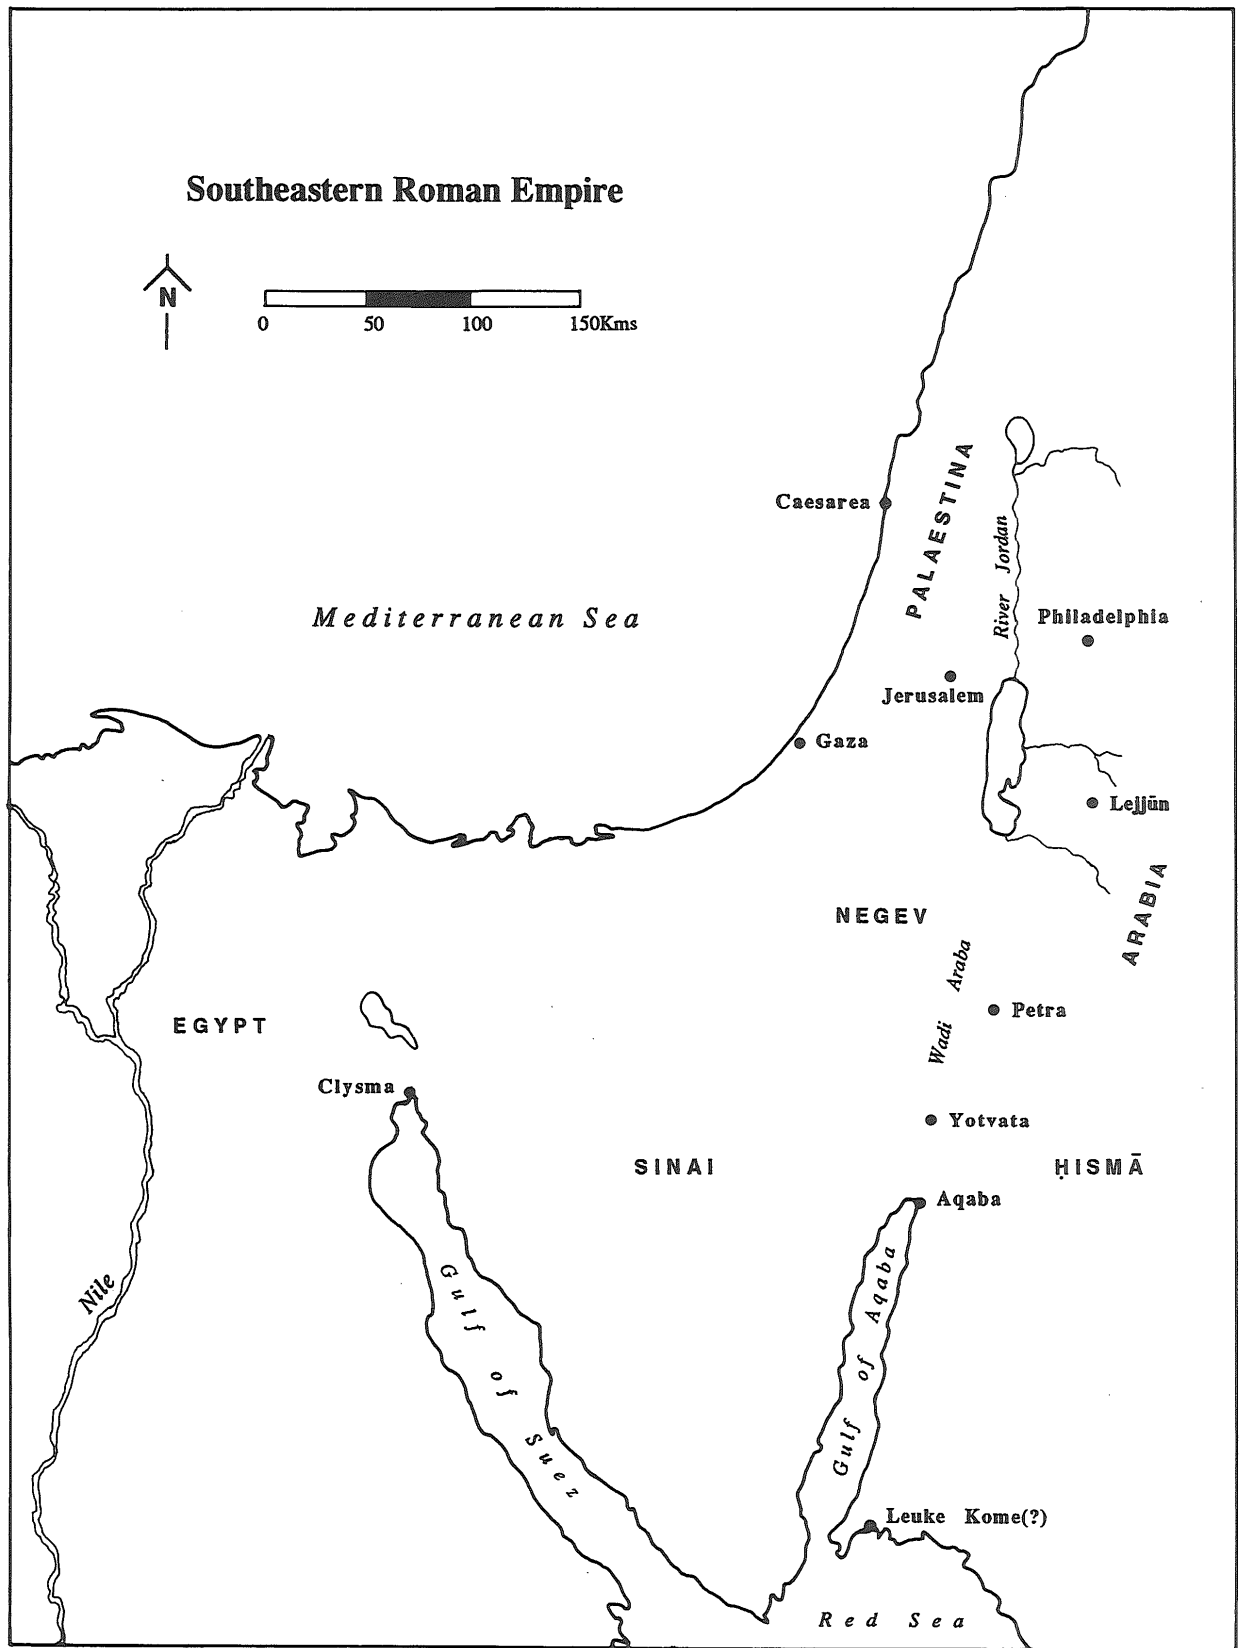 Southeastern Roman Empire
N
0 50 100 150Kms
PALAESTINA
Caesarea
River Jordan
Mediterranean Sea
Philadelphia
Jerusalem
Gaza
Lejjūn
ARABIA
NEGEV
Wadi Araba
Petra
EGYPT
Clysma
Yotvata
SINAI
ḤISMĀ
Aqaba
Nile
Gulf of Suez
Gulf of Aqaba
Leuke Kome(?)
Red Sea